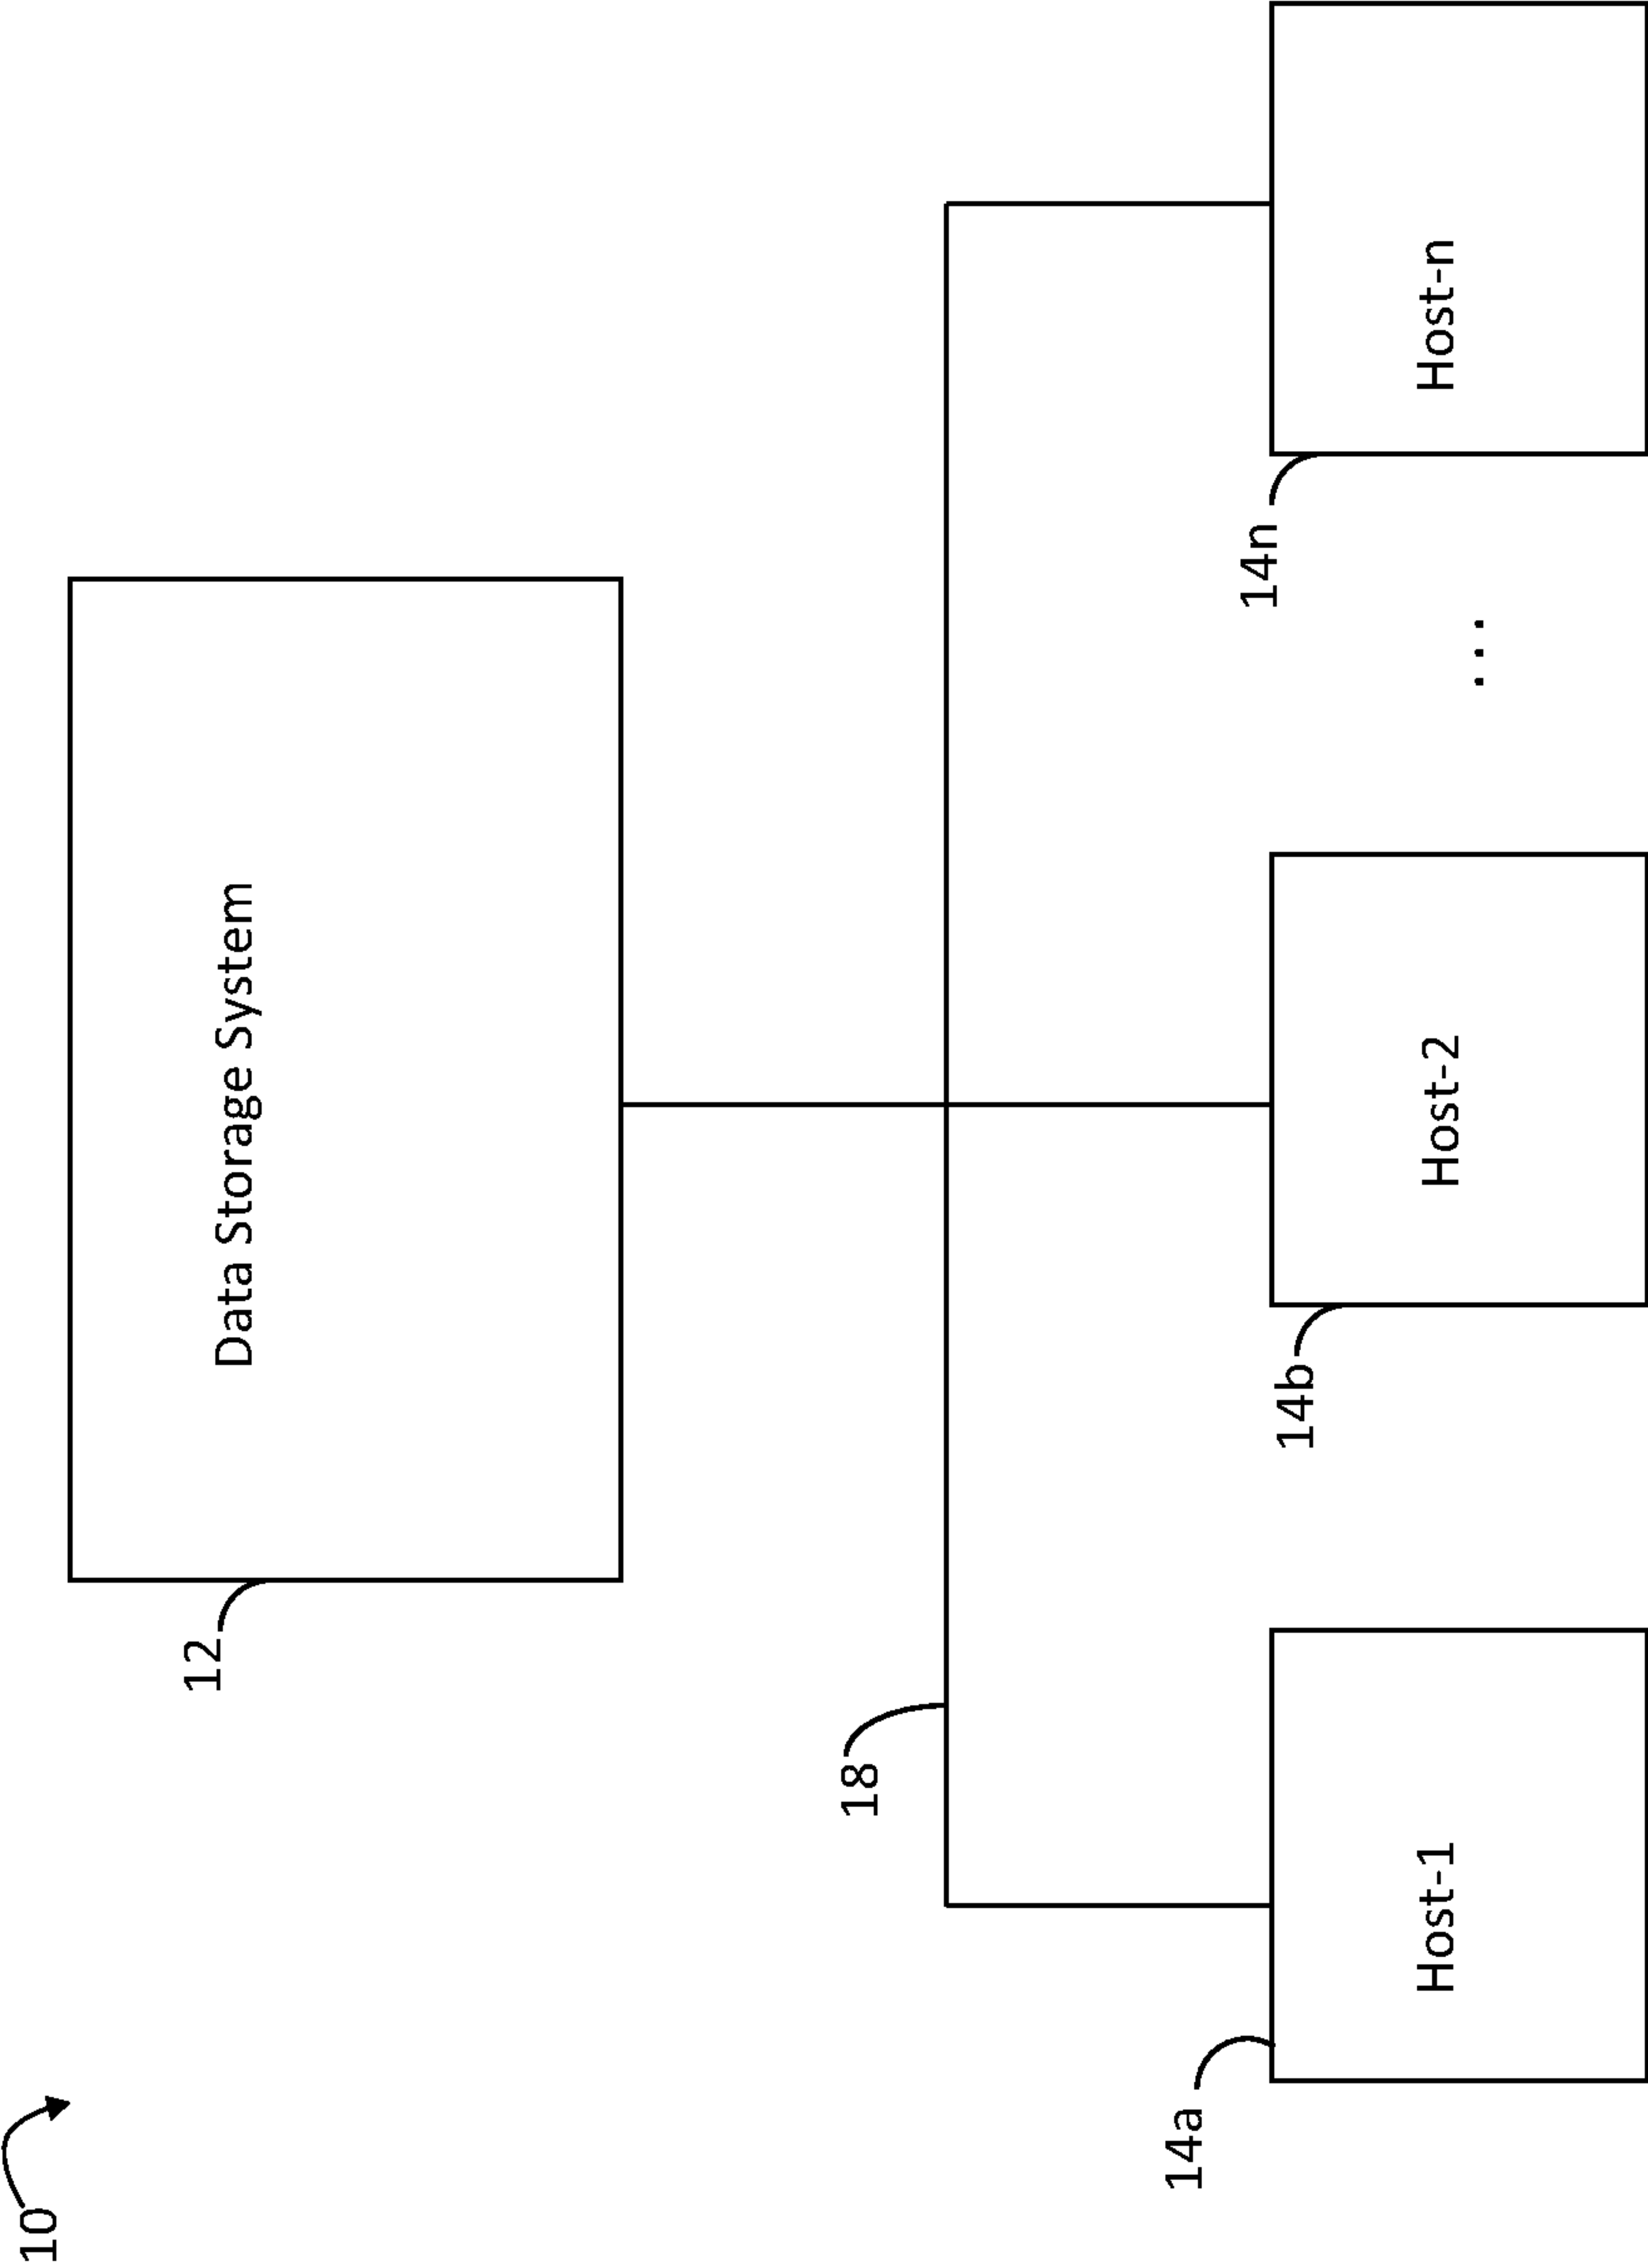 10
12
Data Storage System
18
14a
Host-1
14b
Host-2
...
14n
Host-n